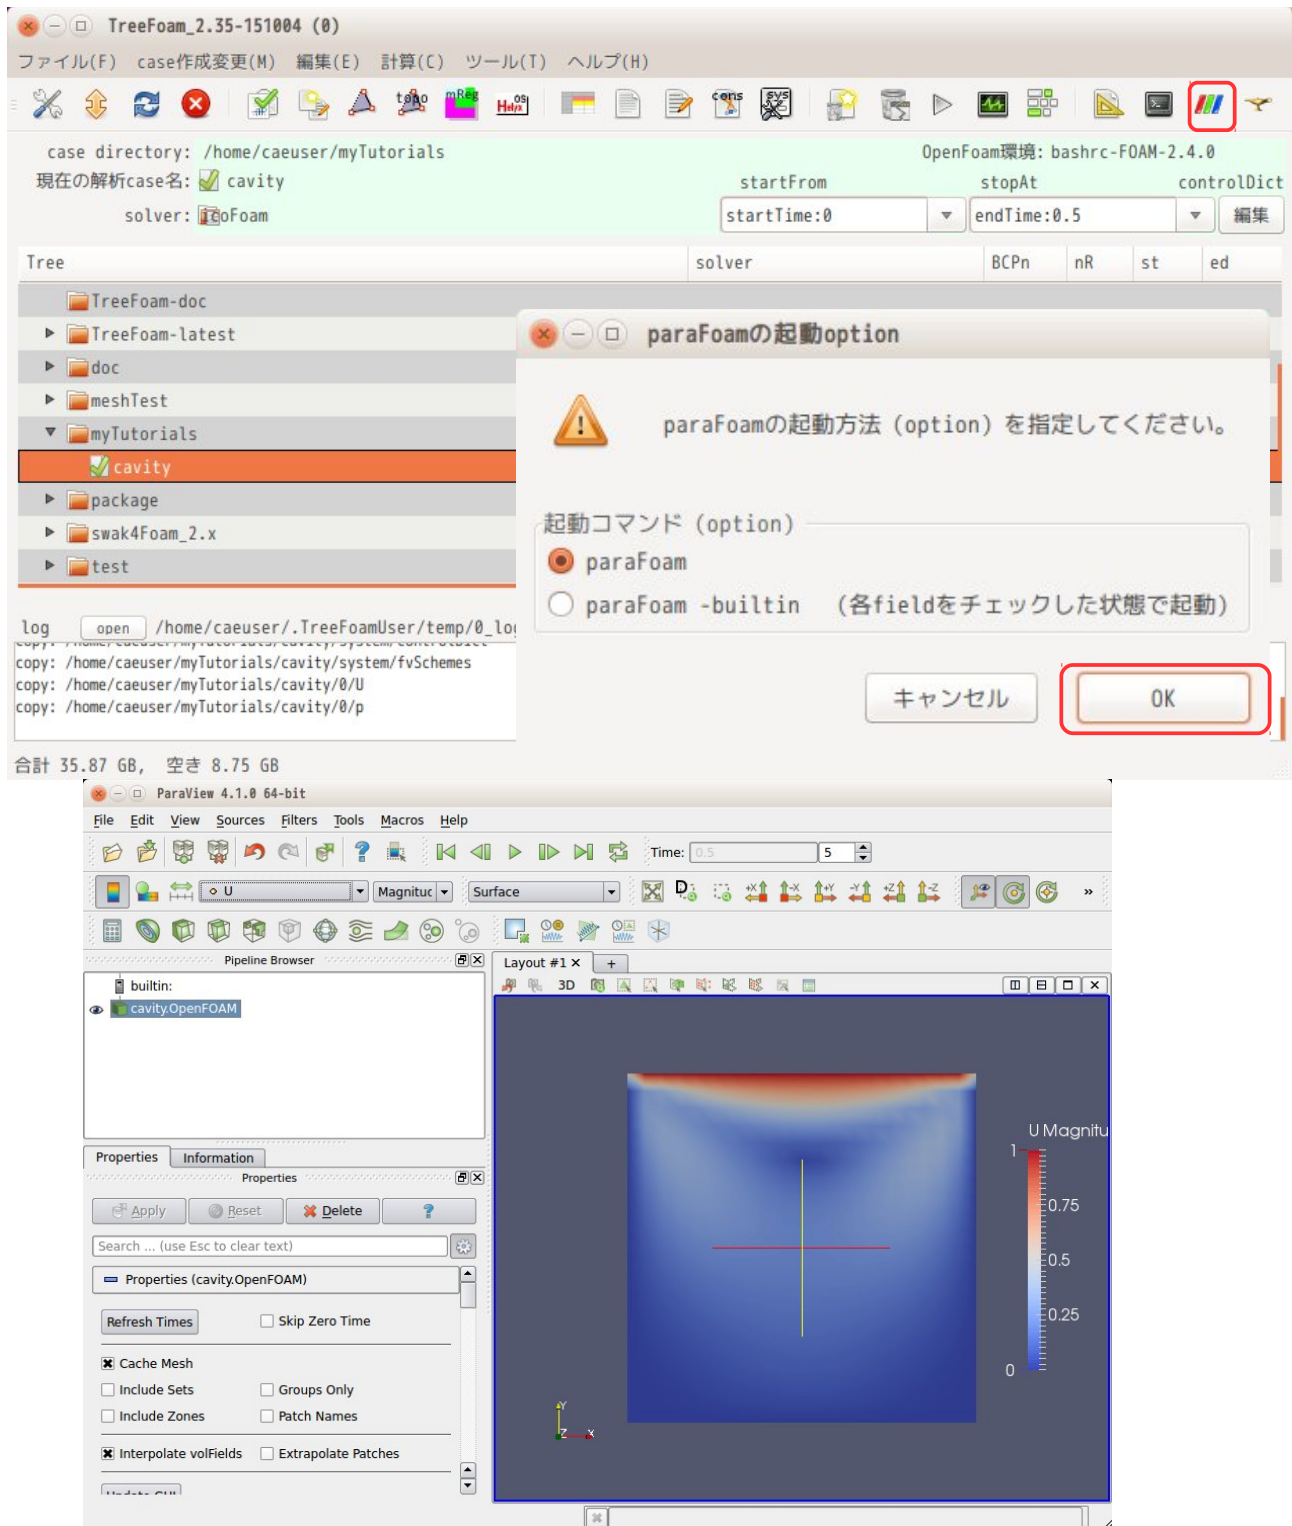 TreeFoam_2.35-151004 (0)
ファイル(F) case作成変更(M) 編集(E) 計算(C) ツール(T) ヘルプ(H)
topo mReg OSI Help cons sys
case directory: /home/caeuser/myTutorials OpenFoam環境: bashrc-FOAM-2.4.0
現在の解析case名: cavity startFrom stopAt controlDict
solver: icoFoam startTime:0 endTime:0.5 編集
Tree solver BCPn nR st ed
TreeFoam-doc
TreeFoam-latest
doc
meshTest
myTutorials
cavity
package
swak4Foam_2.x
test
paraFoamの起動option
paraFoamの起動方法 (option) を指定してください。
起動コマンド (option)
paraFoam
paraFoam -builtin (各fieldをチェックした状態で起動)
キャンセル OK
log open /home/caeuser/.TreeFoamUser/temp/0_log
copy: /home/caeuser/myTutorials/cavity/system/controlDict
copy: /home/caeuser/myTutorials/cavity/system/fvSchemes
copy: /home/caeuser/myTutorials/cavity/0/U
copy: /home/caeuser/myTutorials/cavity/0/p
合計 35.87 GB, 空き 8.75 GB
ParaView 4.1.0 64-bit
File Edit View Sources Filters Tools Macros Help
Time: 0.5 5
U Magnituc Surface +X -X +Y -Y +Z -Z »
Pipeline Browser
Layout #1 × +
3D
builtin:
cavity.OpenFOAM
Properties Information
Properties
Apply Reset Delete ?
Search ... (use Esc to clear text)
Properties (cavity.OpenFOAM)
Refresh Times Skip Zero Time
Cache Mesh
Include Sets Groups Only
Include Zones Patch Names
Interpolate volFields Extrapolate Patches
Update GUI
U Magnitu
1
0.75
0.5
0.25
0
Y
Z X